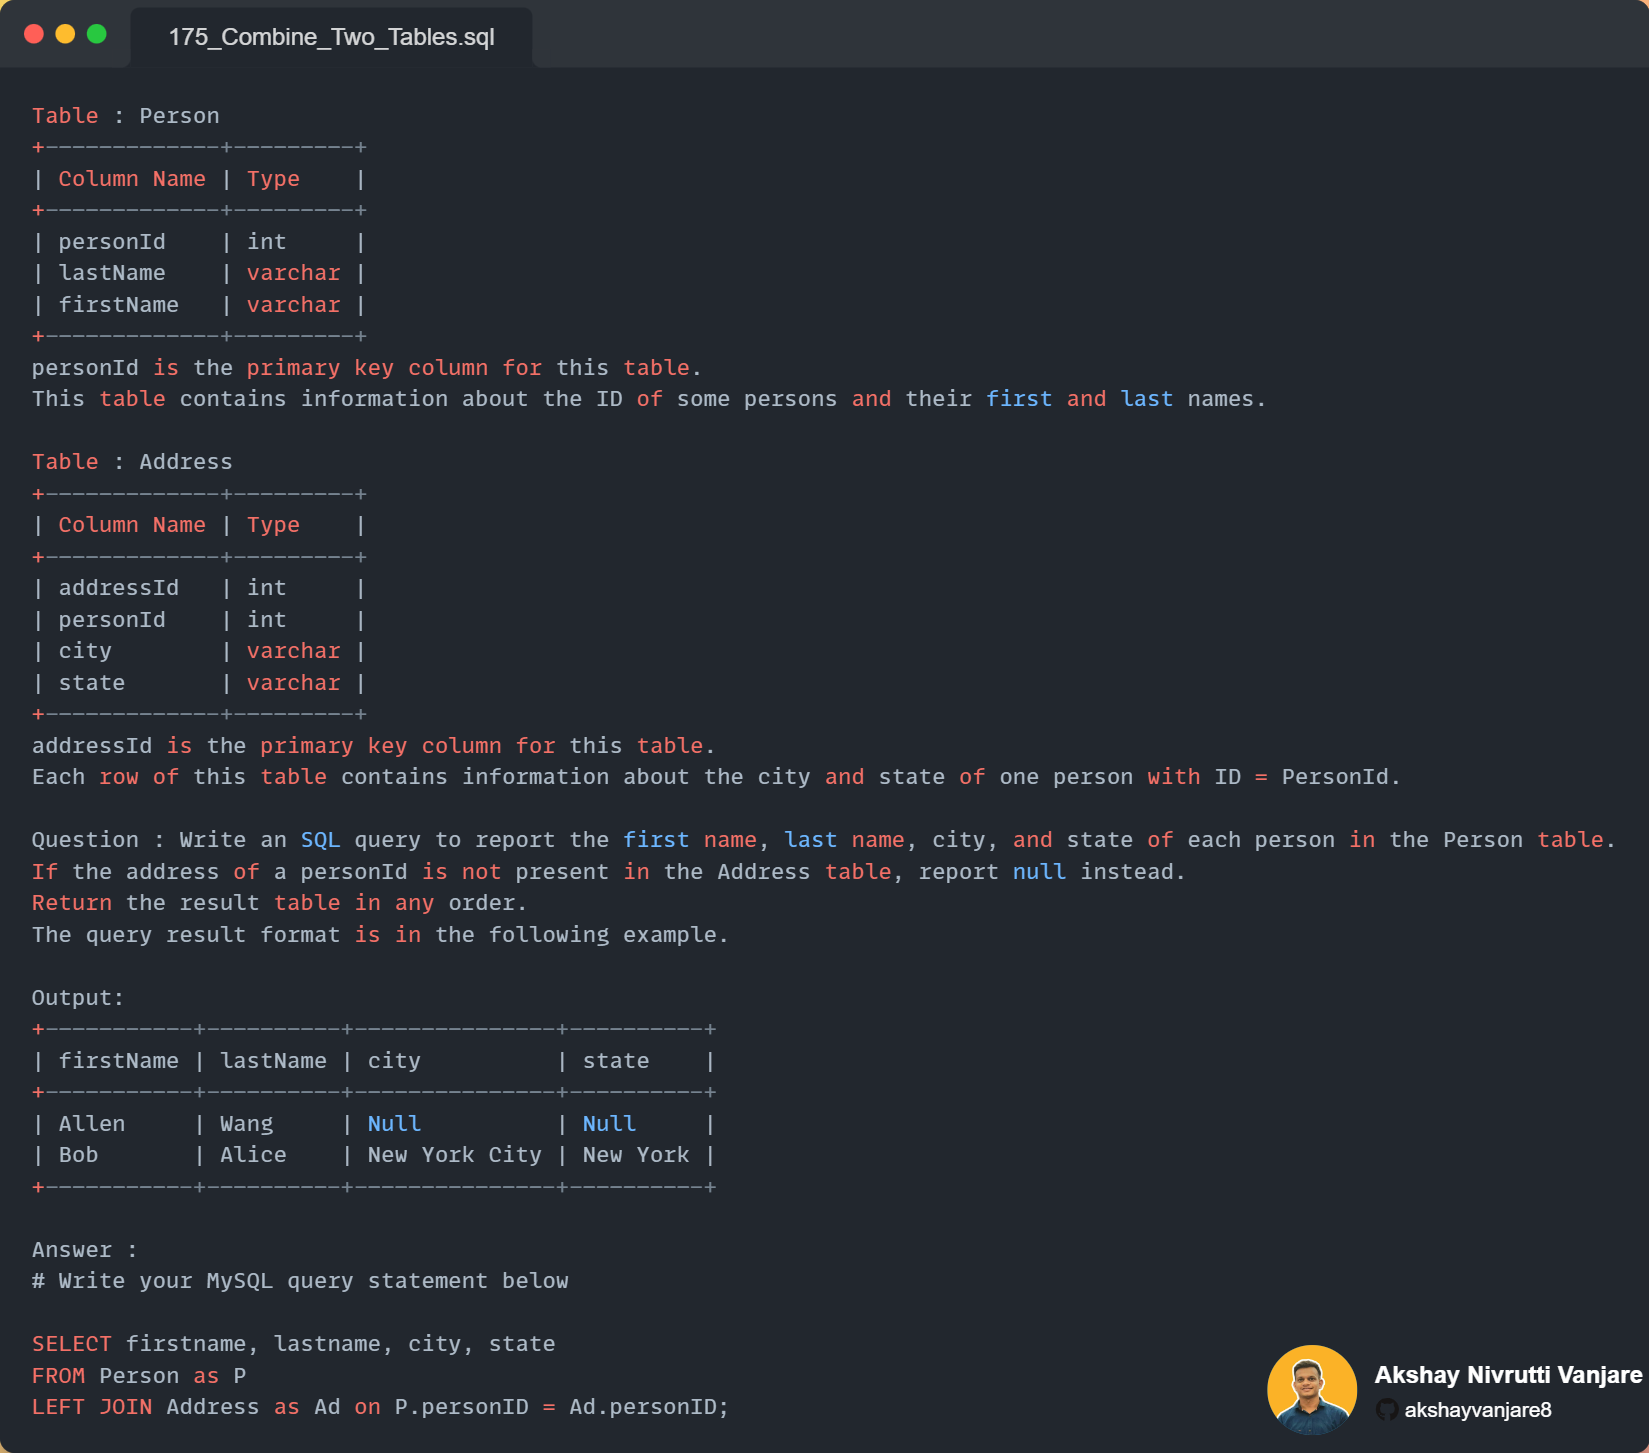 175_Combine_Two_Tables.sql
Table : Person
+-------------+---------+
| Column Name | Type    |
+-------------+---------+
| personId    | int     |
| lastName    | varchar |
| firstName   | varchar |
+-------------+---------+
personId is the primary key column for this table.
This table contains information about the ID of some persons and their first and last names.
Table : Address
+-------------+---------+
| Column Name | Type    |
+-------------+---------+
| addressId   | int     |
| personId    | int     |
| city        | varchar |
| state       | varchar |
+-------------+---------+
addressId is the primary key column for this table.
Each row of this table contains information about the city and state of one person with ID = PersonId.
Question : Write an SQL query to report the first name, last name, city, and state of each person in the Person table.
If the address of a personId is not present in the Address table, report null instead.
Return the result table in any order.
The query result format is in the following example.
Output:
+-----------+----------+---------------+----------+
| firstName | lastName | city          | state    |
+-----------+----------+---------------+----------+
| Allen     | Wang     | Null          | Null     |
| Bob       | Alice    | New York City | New York |
+-----------+----------+---------------+----------+
Answer :
# Write your MySQL query statement below
SELECT firstname, lastname, city, state
FROM Person as P
LEFT JOIN Address as Ad on P.personID = Ad.personID;
Akshay Nivrutti Vanjare
akshayvanjare8